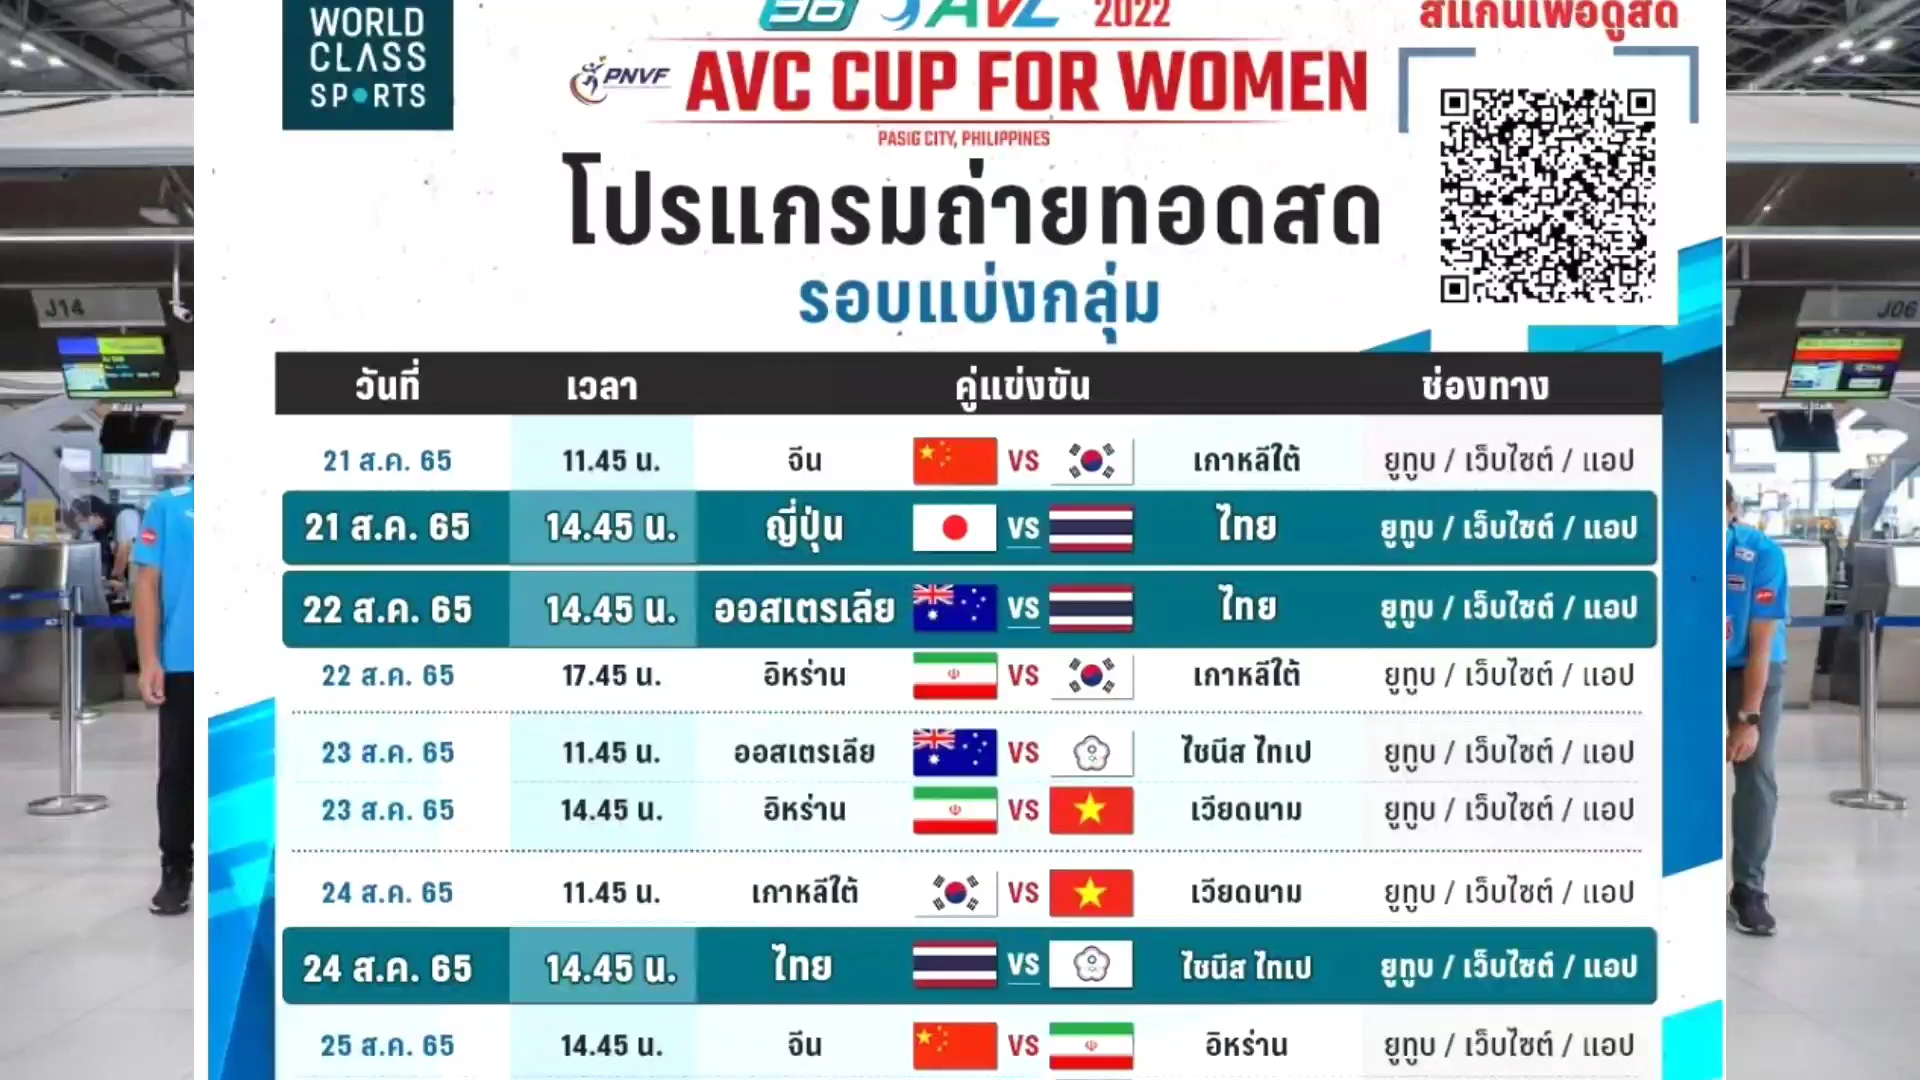 WORLD
CLASS
SPORTS
36 AVC 2022
สแกนเพื่อดูสด
PNVF AVC CUP FOR WOMEN
PASIG CITY, PHILIPPINES
โปรแกรมถ่ายทอดสด
รอบแบ่งกลุ่ม
J14
J06
วันที่ เวลา คู่แข่งขัน ช่องทาง
21 ส.ค. 65 11.45 น. จีน VS เกาหลีใต้ ยูทูบ / เว็บไซต์ / แอป
21 ส.ค. 65 14.45 น. ญี่ปุ่น VS ไทย ยูทูบ / เว็บไซต์ / แอป
22 ส.ค. 65 14.45 น. ออสเตรเลีย VS ไทย ยูทูบ / เว็บไซต์ / แอป
22 ส.ค. 65 17.45 น. อิหร่าน VS เกาหลีใต้ ยูทูบ / เว็บไซต์ / แอป
23 ส.ค. 65 11.45 น. ออสเตรเลีย VS ไชนีส ไทเป ยูทูบ / เว็บไซต์ / แอป
23 ส.ค. 65 14.45 น. อิหร่าน VS เวียดนาม ยูทูบ / เว็บไซต์ / แอป
24 ส.ค. 65 11.45 น. เกาหลีใต้ VS เวียดนาม ยูทูบ / เว็บไซต์ / แอป
24 ส.ค. 65 14.45 น. ไทย VS ไชนีส ไทเป ยูทูบ / เว็บไซต์ / แอป
25 ส.ค. 65 14.45 น. จีน VS อิหร่าน ยูทูบ / เว็บไซต์ / แอป